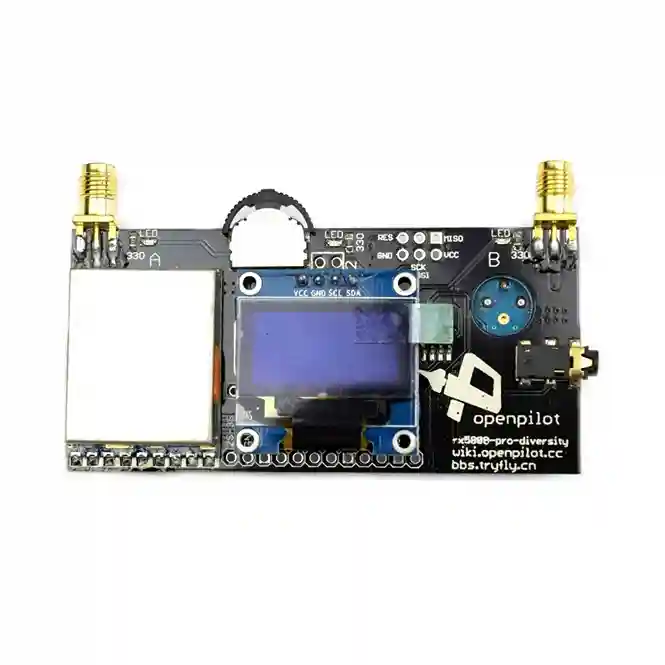 LED
330
A
LED
330
RES
MISO
GND
VCC
SCK
LED
330
B
VCC GND SCL SDA
openpilot
rx5808-pro-diversity
wiki.openpilot.cc
bbs.tryfly.cn